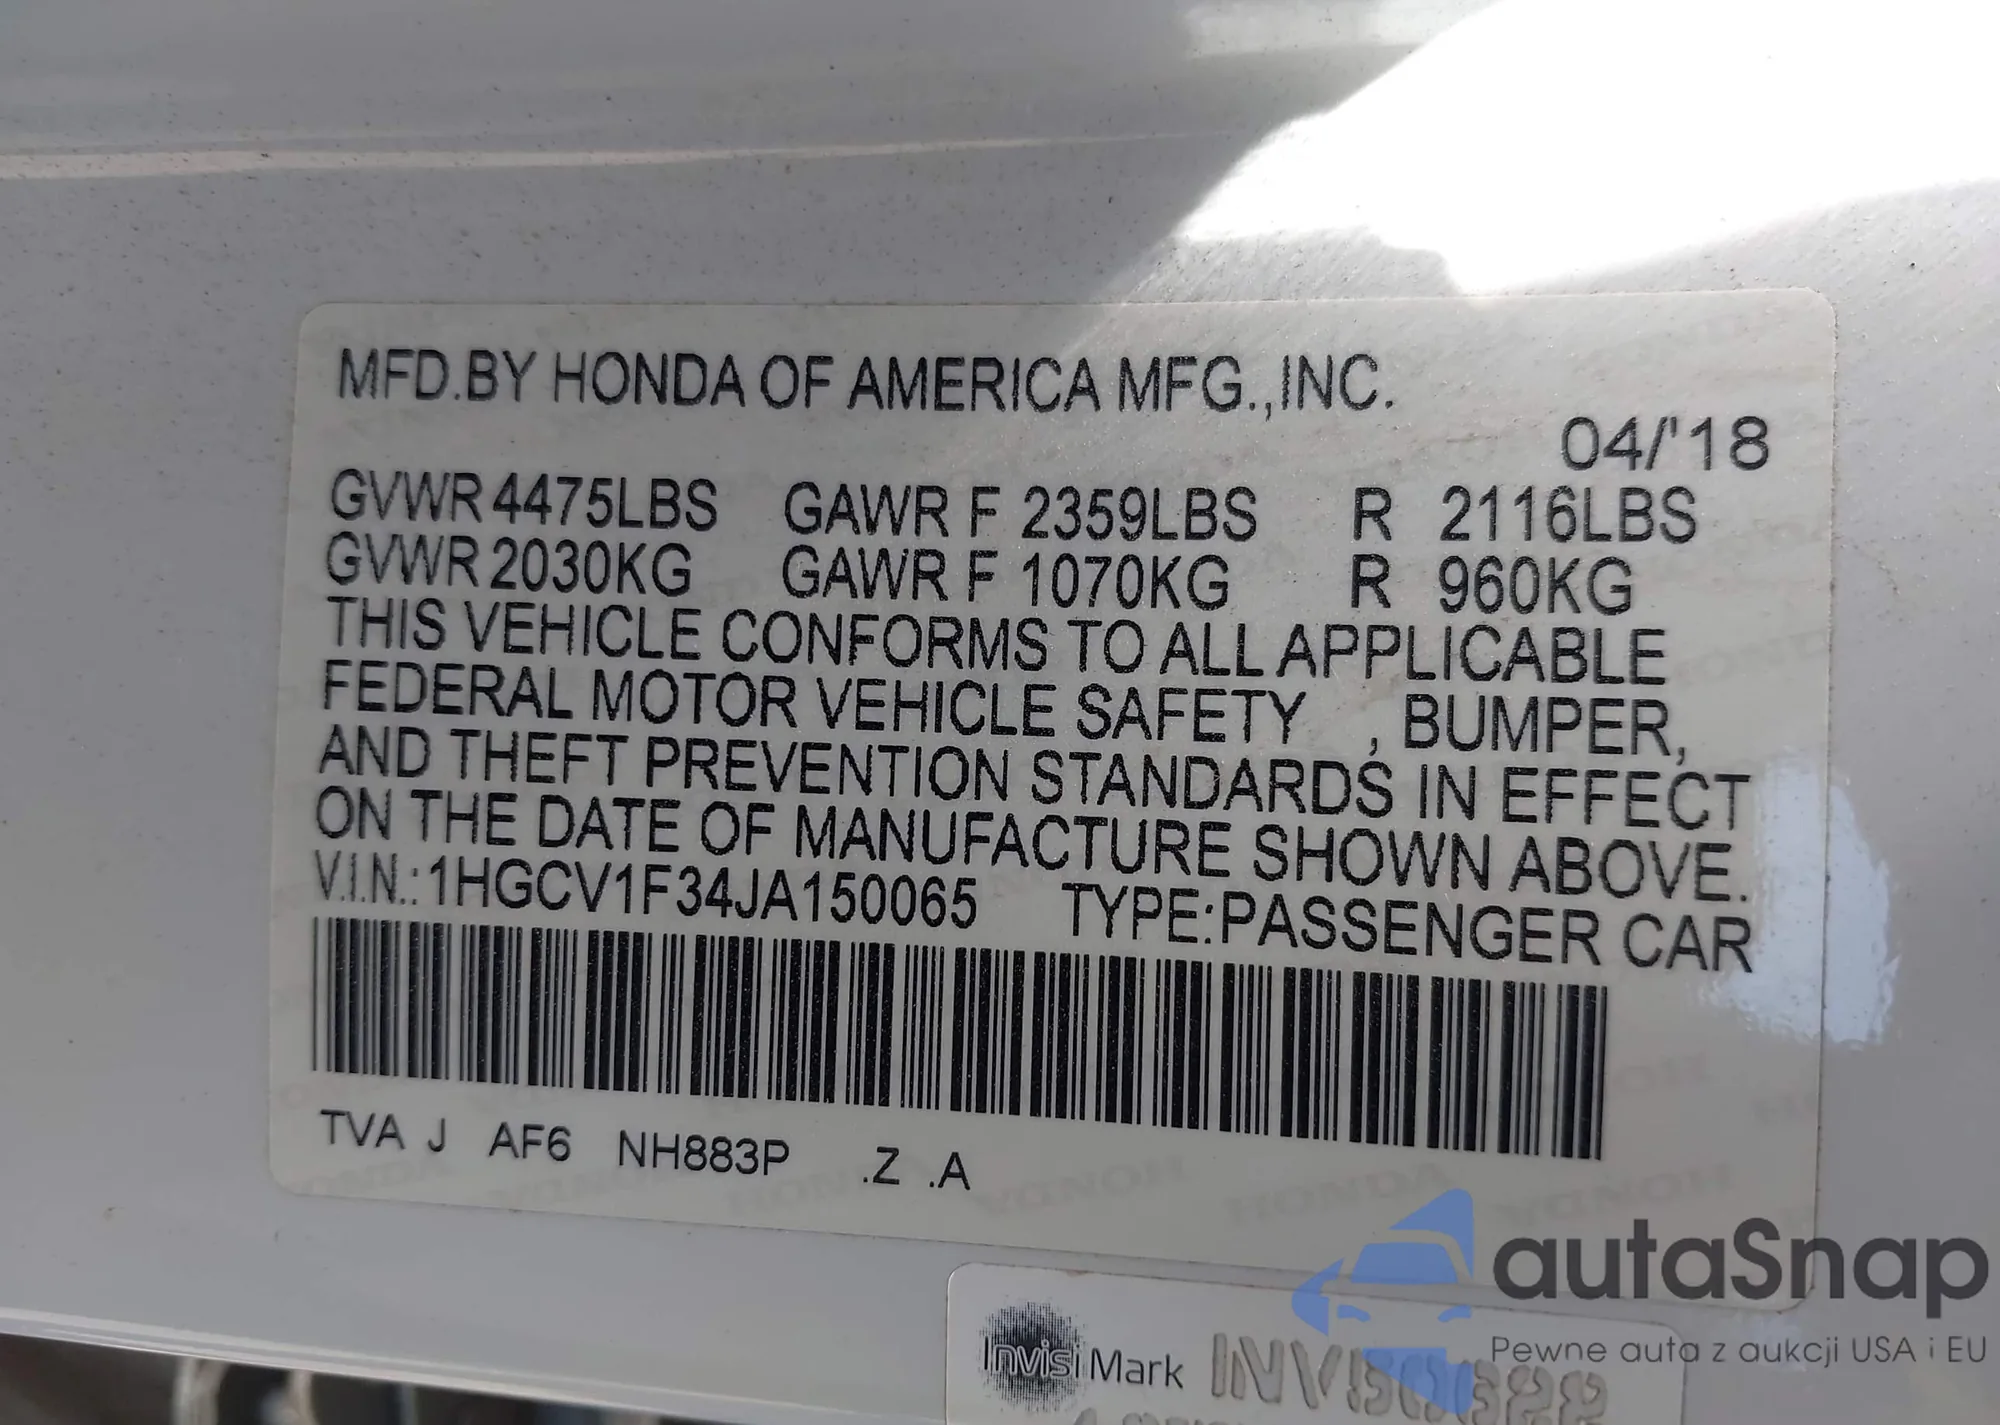 MFD.BY HONDA OF AMERICA MFG.,INC.
04/'18
GVWR 4475LBS GAWR F 2359LBS R 2116LBS
GVWR 2030KG GAWR F 1070KG R 960KG
THIS VEHICLE CONFORMS TO ALL APPLICABLE
FEDERAL MOTOR VEHICLE SAFETY , BUMPER,
AND THEFT PREVENTION STANDARDS IN EFFECT
ON THE DATE OF MANUFACTURE SHOWN ABOVE.
V.I.N.:1HGCV1F34JA150065 TYPE:PASSENGER CAR
TVA J AF6 NH883P .Z .A
autaSnap
Pewne auta z aukcji USA i EU
Invisi Mark